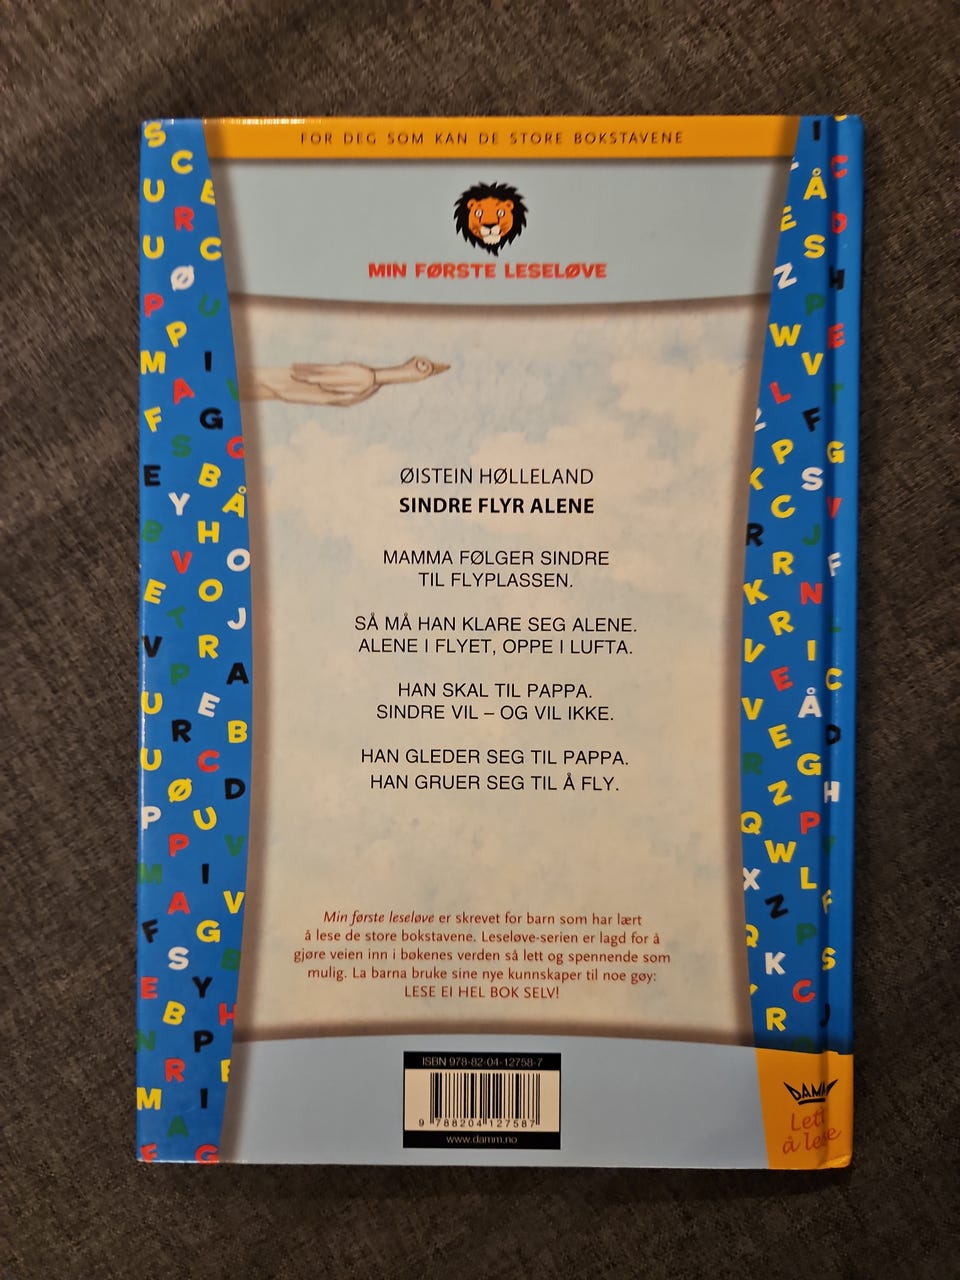 FOR DEG SOM KAN DE STORE BOKSTAVENE
MIN FØRSTE LESELØVE
ØISTEIN HØLLELAND
SINDRE FLYR ALENE
MAMMA FØLGER SINDRE
TIL FLYPLASSEN.
SÅ MÅ HAN KLARE SEG ALENE.
ALENE I FLYET, OPPE I LUFTA.
HAN SKAL TIL PAPPA.
SINDRE VIL – OG VIL IKKE.
HAN GLEDER SEG TIL PAPPA.
HAN GRUER SEG TIL Å FLY.
Min første leseløve er skrevet for barn som har lært
å lese de store bokstavene. Leseløve-serien er lagd for å
gjøre veien inn i bøkenes verden så lett og spennende som
mulig. La barna bruke sine nye kunnskaper til noe gøy:
LESE EI HEL BOK SELV!
ISBN 978-82-04-12758-7
9 788204 127587
www.damm.no
DAMM
Lett
å lese